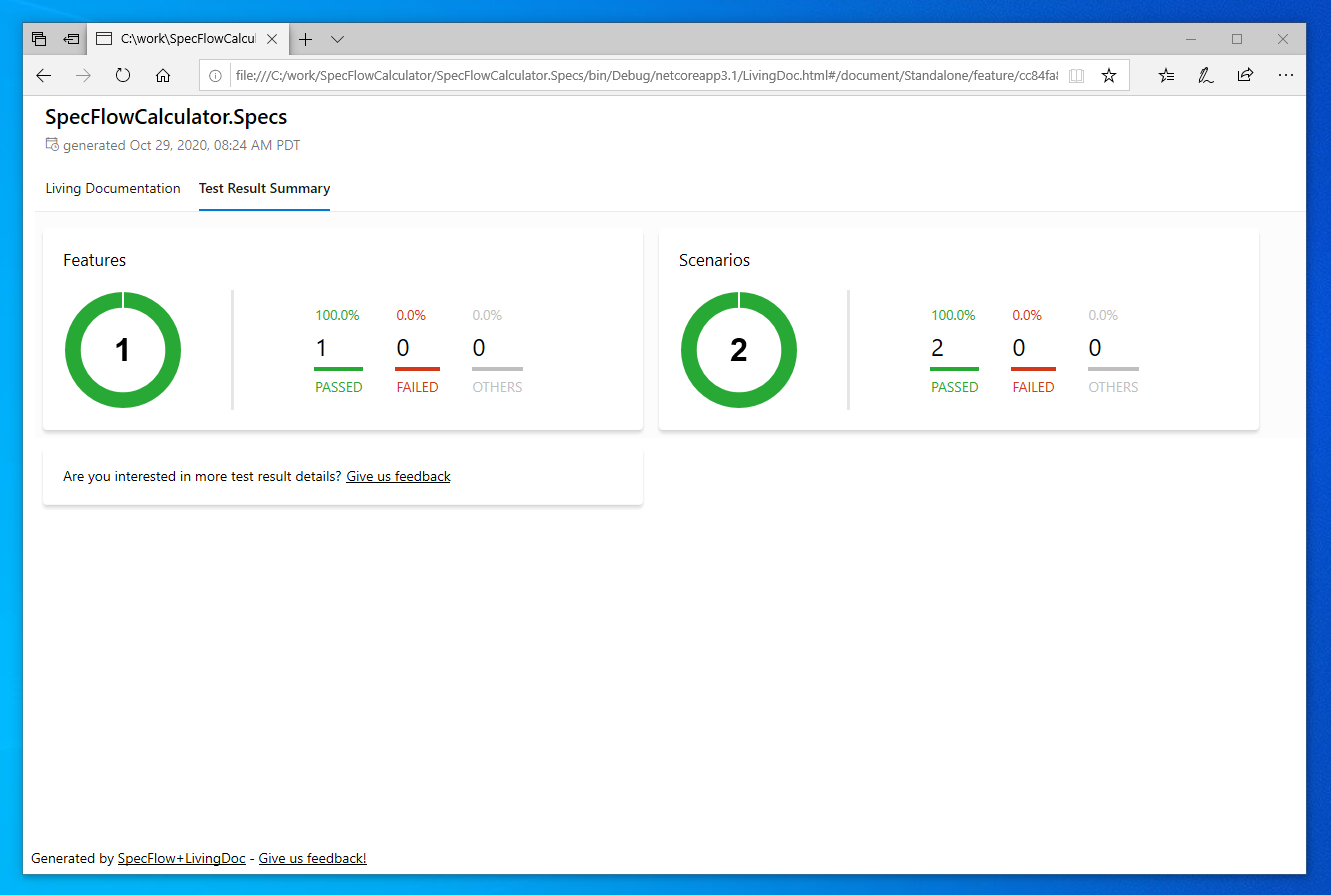 C:\work\SpecFlowCalcul
file:///C:/work/SpecFlowCalculator/SpecFlowCalculator.Specs/bin/Debug/netcoreapp3.1/LivingDoc.html#/document/Standalone/feature/cc84fa8
SpecFlowCalculator.Specs
generated Oct 29, 2020, 08:24 AM PDT
Living Documentation Test Result Summary
Features
1
100.0% 0.0% 0.0%
1 0 0
PASSED FAILED OTHERS
Scenarios
2
100.0% 0.0% 0.0%
2 0 0
PASSED FAILED OTHERS
Are you interested in more test result details? Give us feedback
Generated by SpecFlow+LivingDoc - Give us feedback!